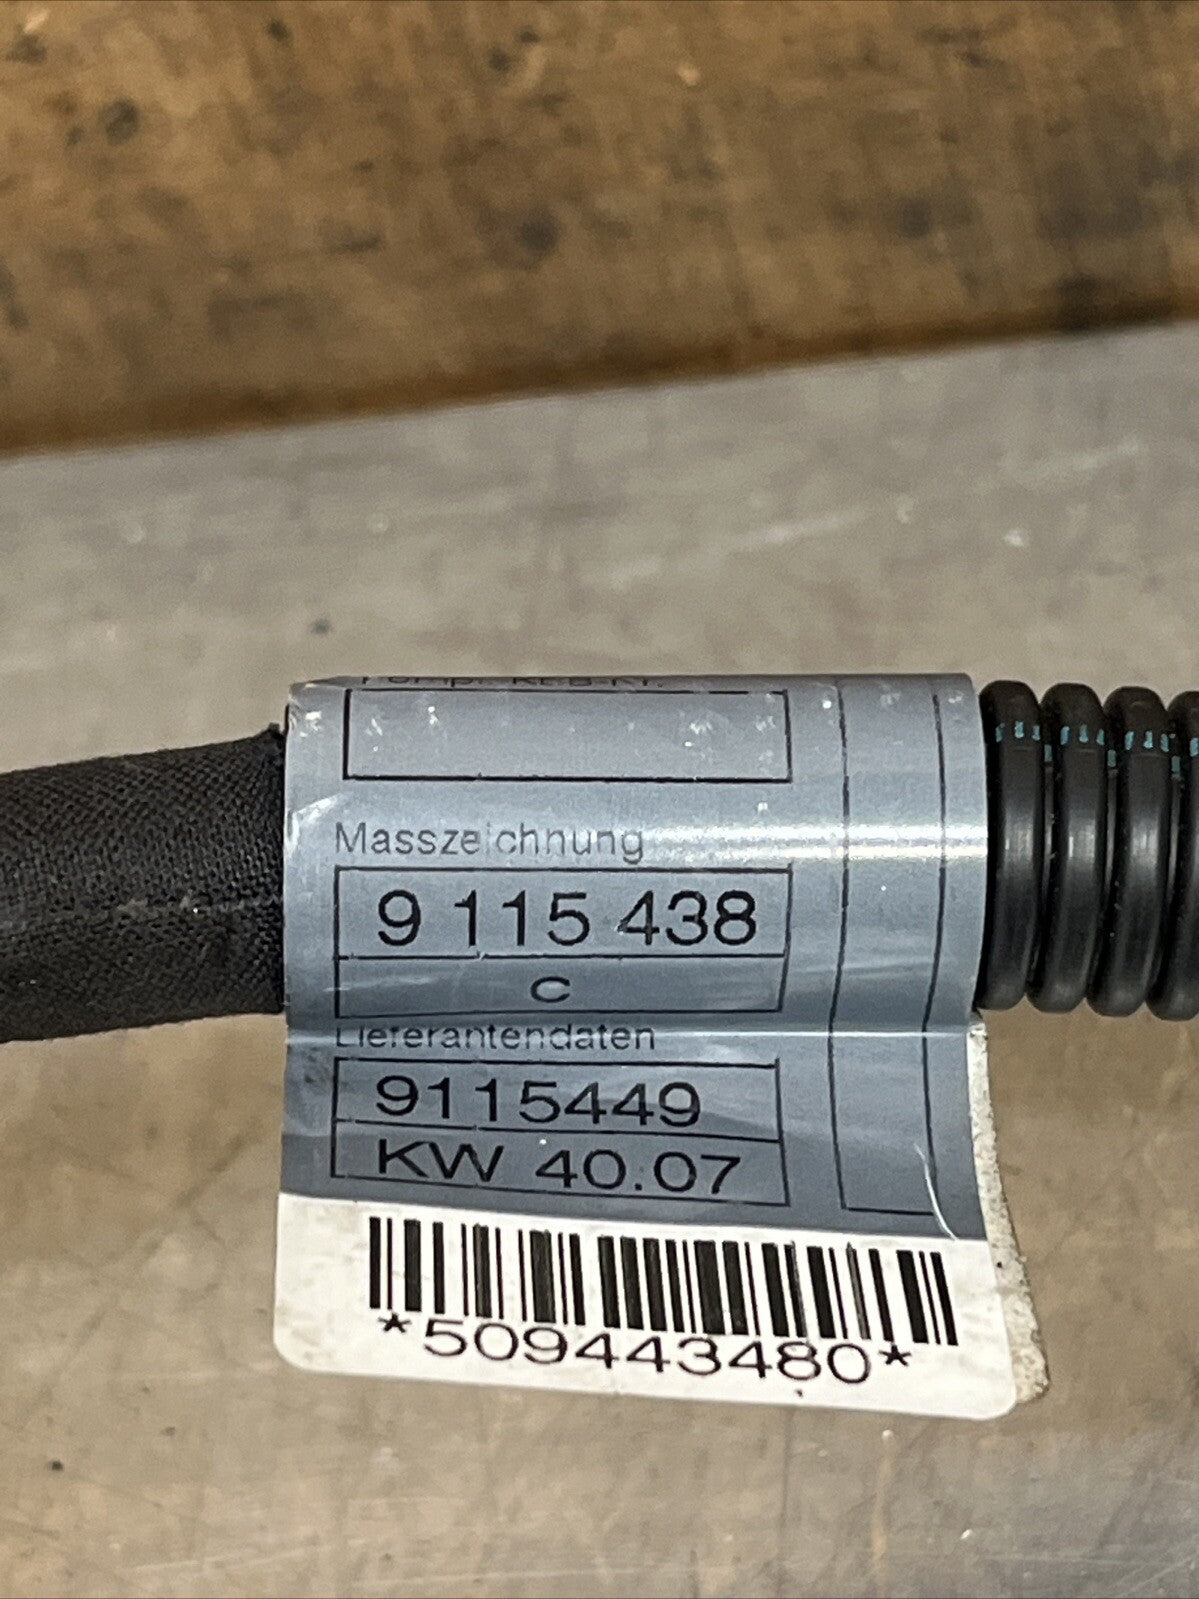 Masszeichnung
9 115 438
C
Lieferantendaten
9115449
KW 40.07
*509443480*